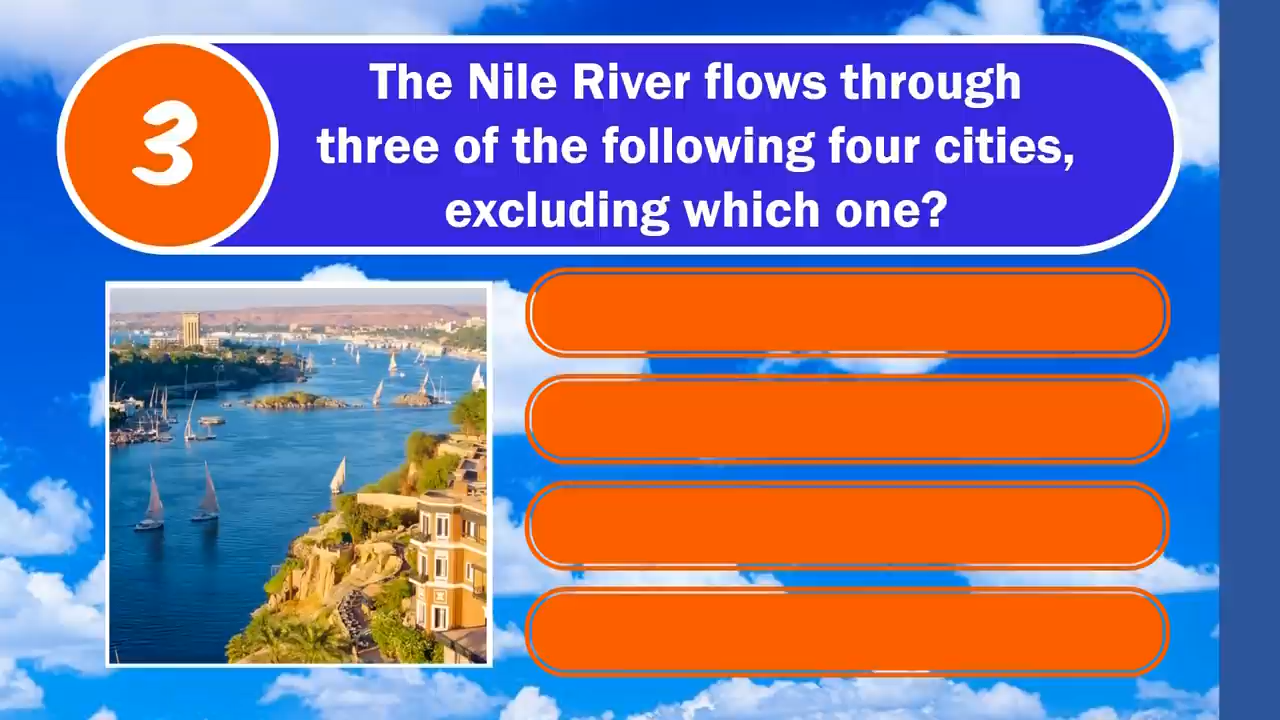 3
The Nile River flows through
three of the following four cities,
excluding which one?